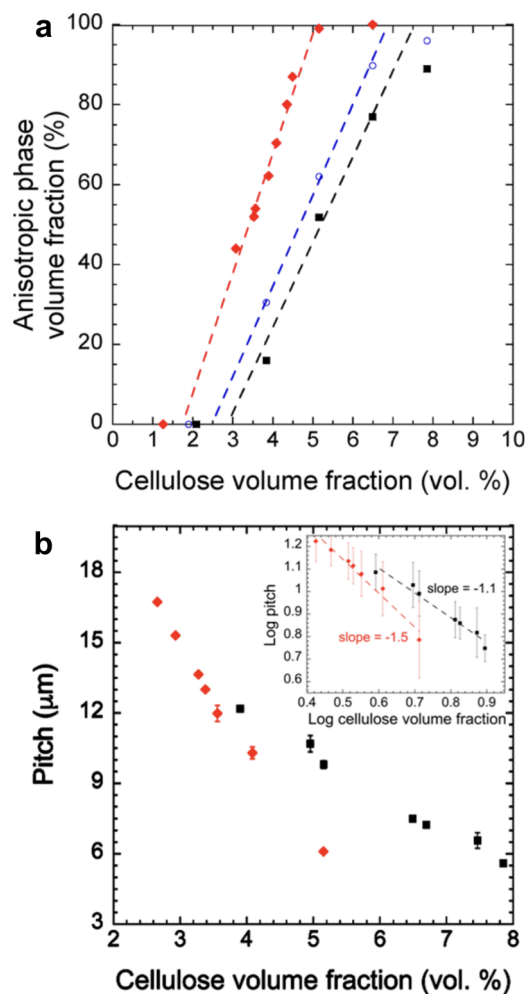 a
100
80
60
40
20
0
Anisotropic phase
volume fraction (%)
0 1 2 3 4 5 6 7 8 9 10
Cellulose volume fraction (vol. %)
b
18
15
12
9
6
3
Pitch (μm)
1.2
1.1
1
0.9
0.8
0.7
0.6
Log pitch
slope = -1.1
slope = -1.5
0.4 0.5 0.6 0.7 0.8 0.9 1
Log cellulose volume fraction
2 3 4 5 6 7 8
Cellulose volume fraction (vol. %)